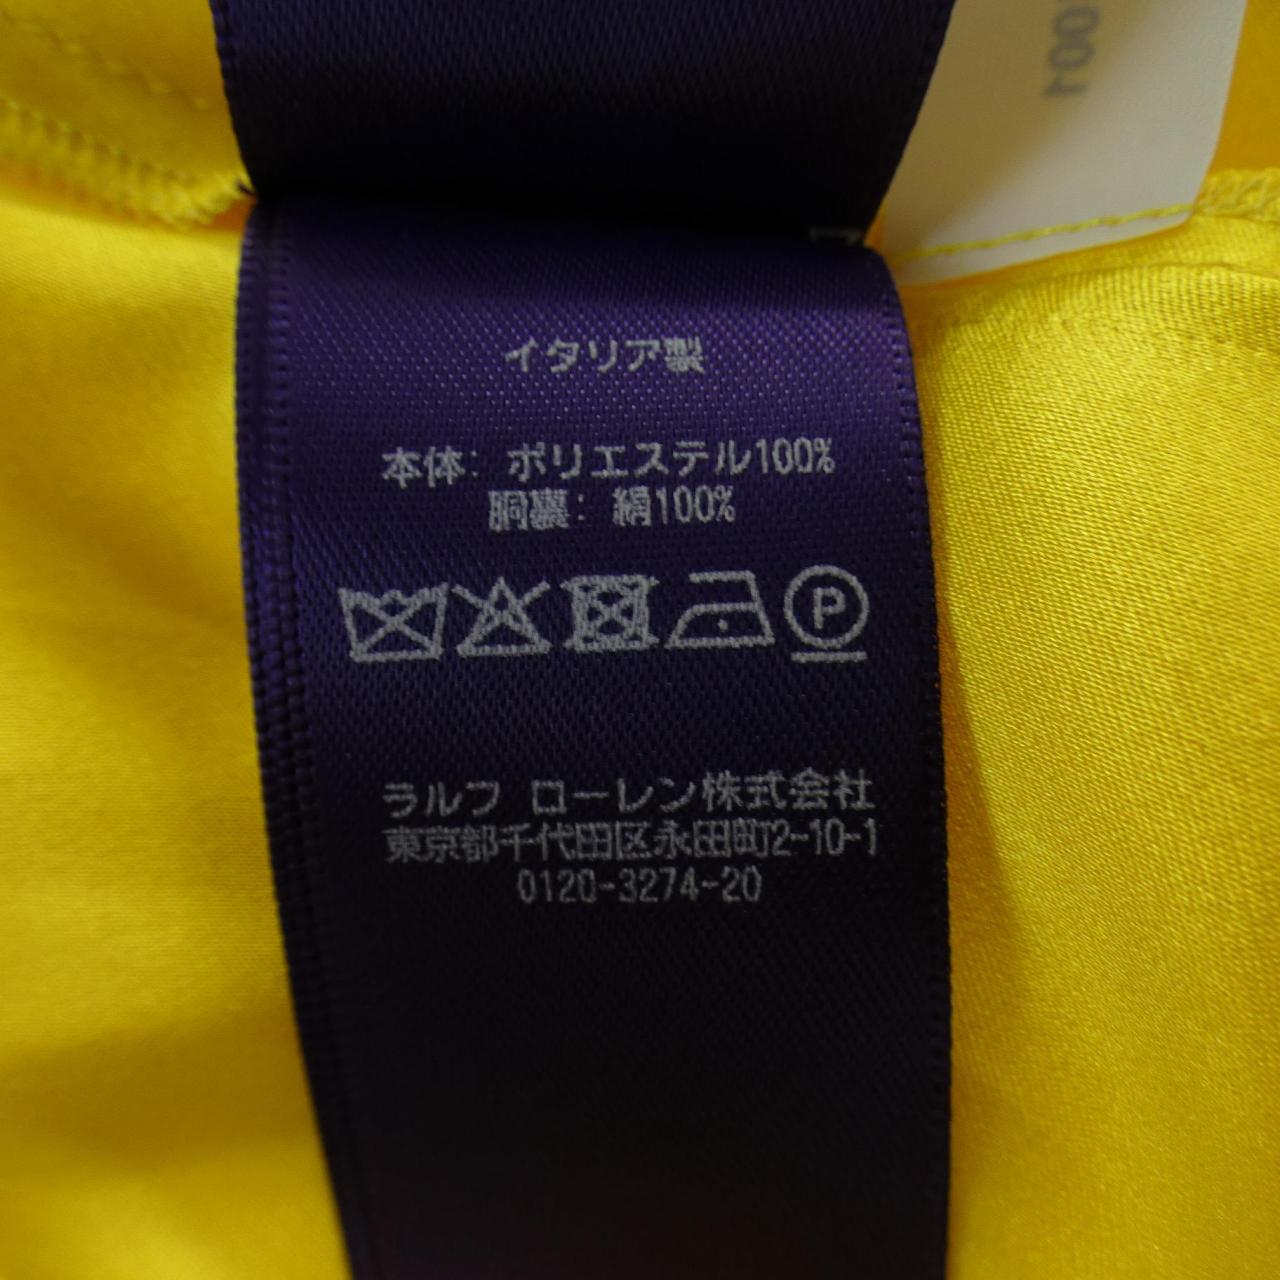 イタリア製
本体: ポリエステル100%
胴裏: 絹100%
P
ラルフ ローレン株式会社
東京都千代田区永田町2-10-1
0120-3274-20